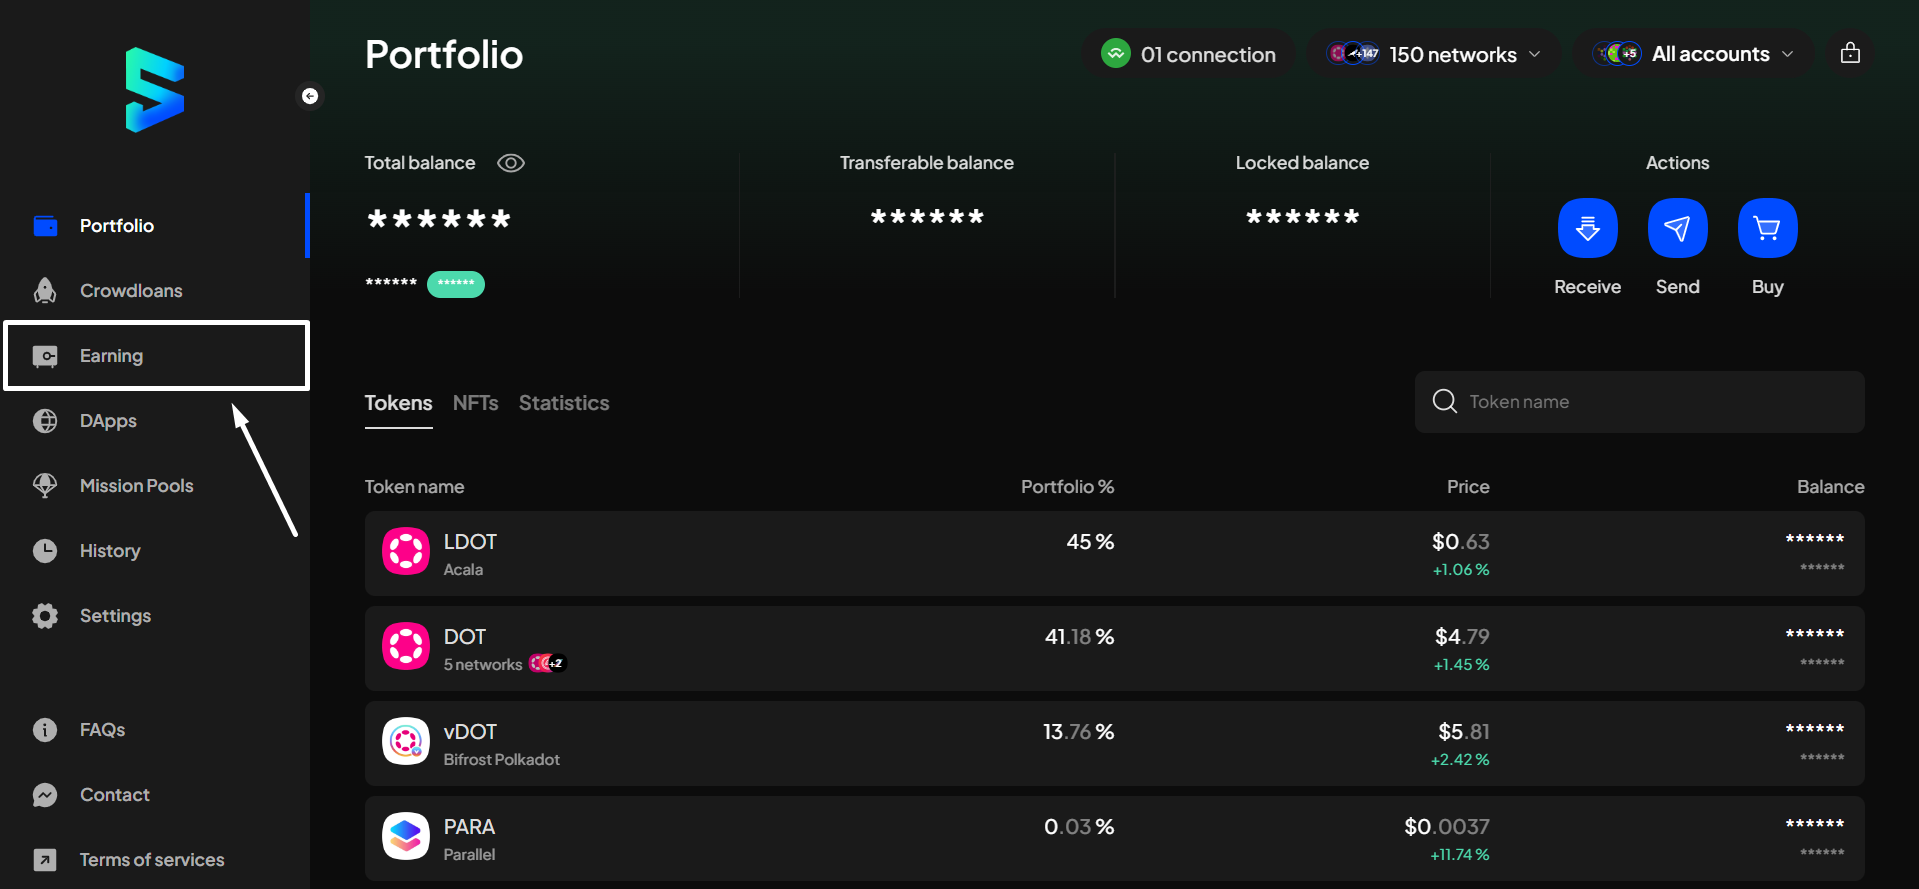 Portfolio
01 connection
+147
150 networks
+5
All accounts
Portfolio
Crowdloans
Earning
DApps
Mission Pools
History
Settings
FAQs
Contact
Terms of services
Total balance
******
****** ******
Transferable balance
******
Locked balance
******
Actions
Receive
Send
Buy
Tokens NFTs Statistics
Token name
Token name Portfolio % Price Balance
LDOT 45 % $0.63 ******
Acala +1.06 % ******
DOT 41.18 % $4.79 ******
5 networks +2 +1.45 % ******
vDOT 13.76 % $5.81 ******
Bifrost Polkadot +2.42 % ******
PARA 0.03 % $0.0037 ******
Parallel +11.74 % ******